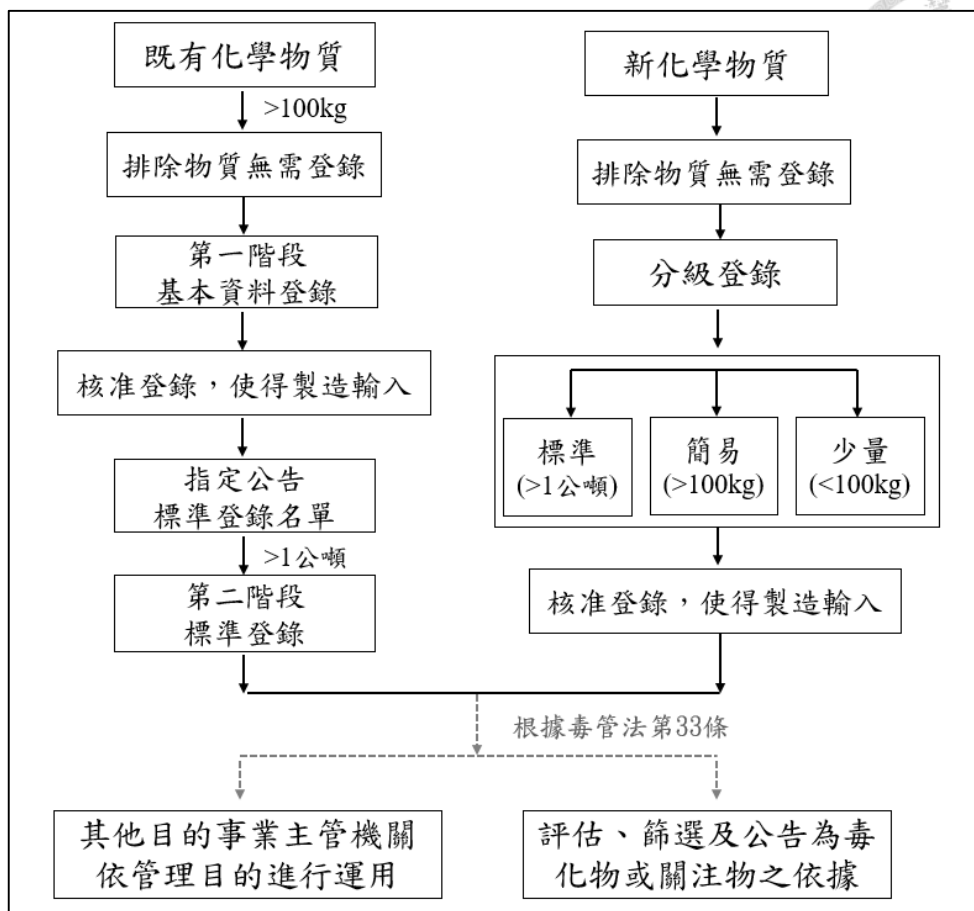 既有化學物質
>100kg
排除物質無需登錄
第一階段
基本資料登錄
核准登錄，使得製造輸入
指定公告
標準登錄名單
>1公噸
第二階段
標準登錄
新化學物質
排除物質無需登錄
分級登錄
標準
(>1公噸)
簡易
(>100kg)
少量
(<100kg)
核准登錄，使得製造輸入
根據毒管法第33條
其他目的事業主管機關
依管理目的進行運用
評估、篩選及公告為毒
化物或關注物之依據